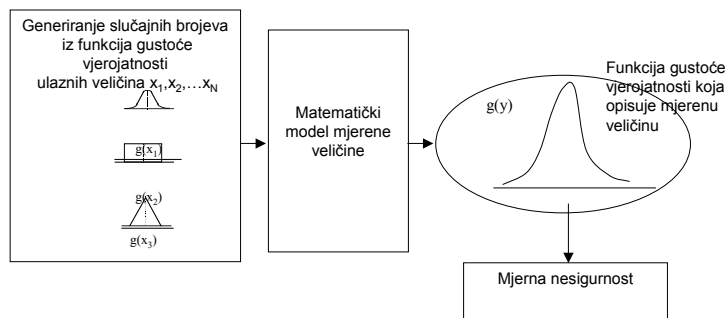 Generiranje slučajnih brojeva
iz funkcija gustoće
vjerojatnosti
ulaznih veličina x₁,x₂,…x_N
g(x₁)
g(x₂)
g(x₃)
Matematički
model mjerene
veličine
g(y)
Funkcija gustoće
vjerojatnosti koja
opisuje mjerenu
veličinu
Mjerna nesigurnost